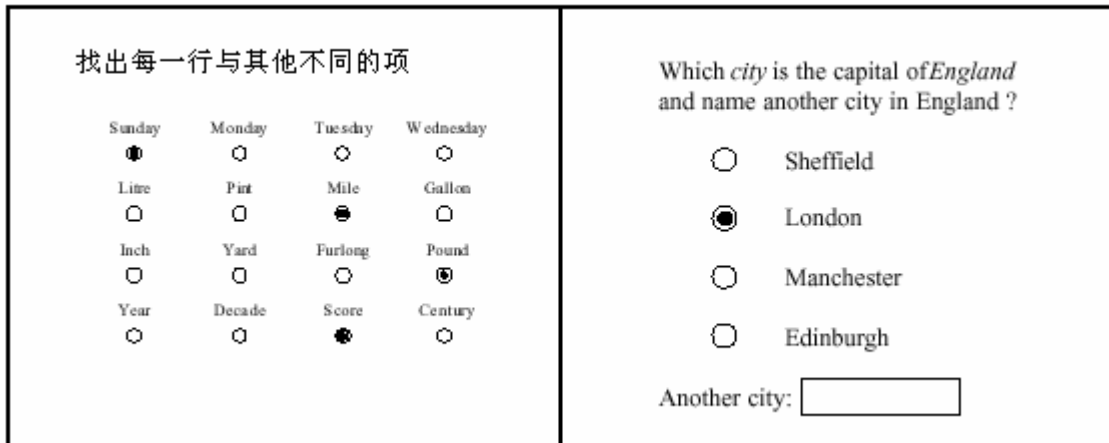 找出每一行与其他不同的项
Sunday Monday Tuesday Wednesday
Litre Pint Mile Gallon
Inch Yard Furlong Pound
Year Decade Score Century
Which city is the capital of England
and name another city in England ?
Sheffield
London
Manchester
Edinburgh
Another city: